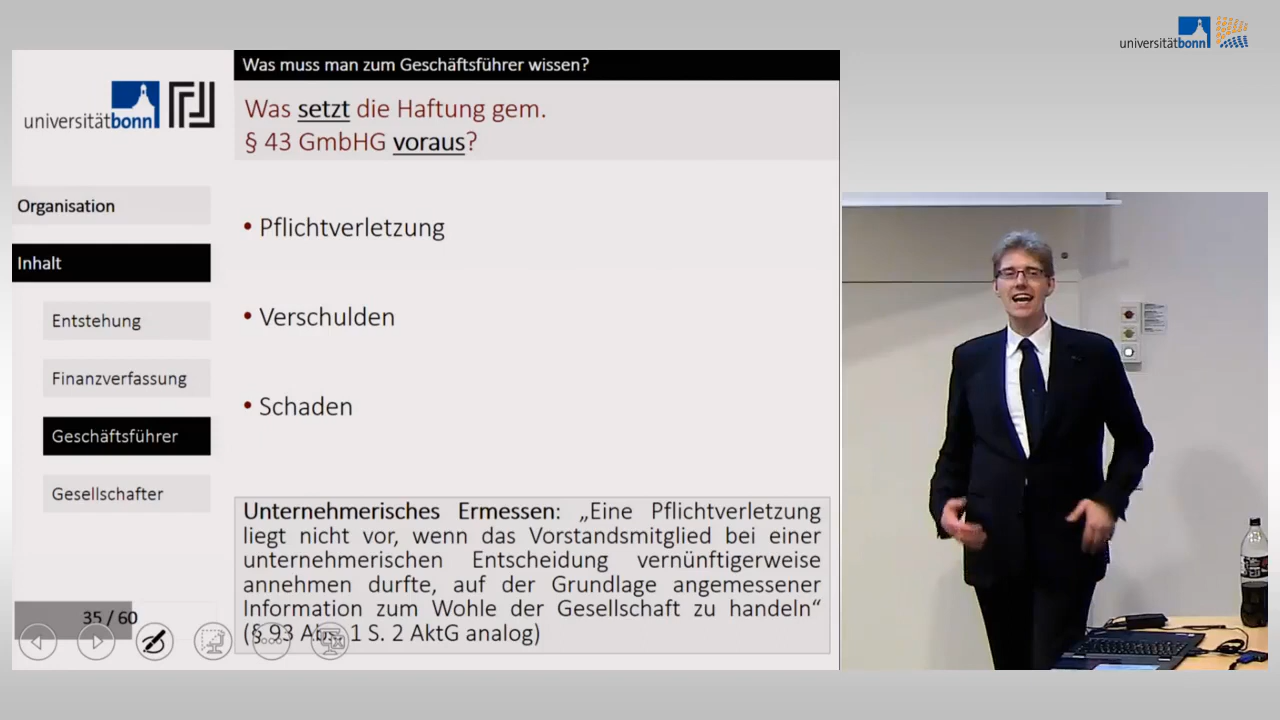 universitätbonn
Was muss man zum Geschäftsführer wissen?
universitätbonn
Was setzt die Haftung gem.
§ 43 GmbHG voraus?
Organisation
Inhalt
Entstehung
Finanzverfassung
Geschäftsführer
Gesellschafter
35 / 60
• Pflichtverletzung
• Verschulden
• Schaden
Unternehmerisches Ermessen: „Eine Pflichtverletzung
liegt nicht vor, wenn das Vorstandsmitglied bei einer
unternehmerischen Entscheidung vernünftigerweise
annehmen durfte, auf der Grundlage angemessener
Information zum Wohle der Gesellschaft zu handeln“
(§ 93 Abs. 1 S. 2 AktG analog)